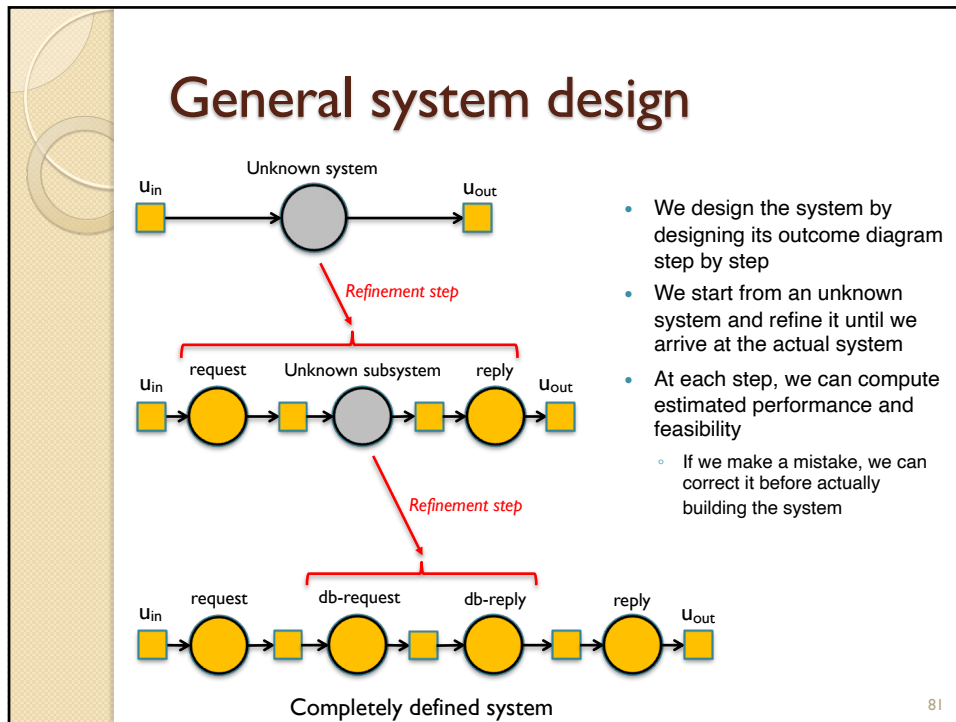 General system design
Unknown system
uin
uout
Refinement step
request
Unknown subsystem
reply
uin
uout
Refinement step
request
db-request
db-reply
reply
uin
uout
Completely defined system
• We design the system by
designing its outcome diagram
step by step
• We start from an unknown
system and refine it until we
arrive at the actual system
• At each step, we can compute
estimated performance and
feasibility
◦ If we make a mistake, we can
correct it before actually
building the system
81